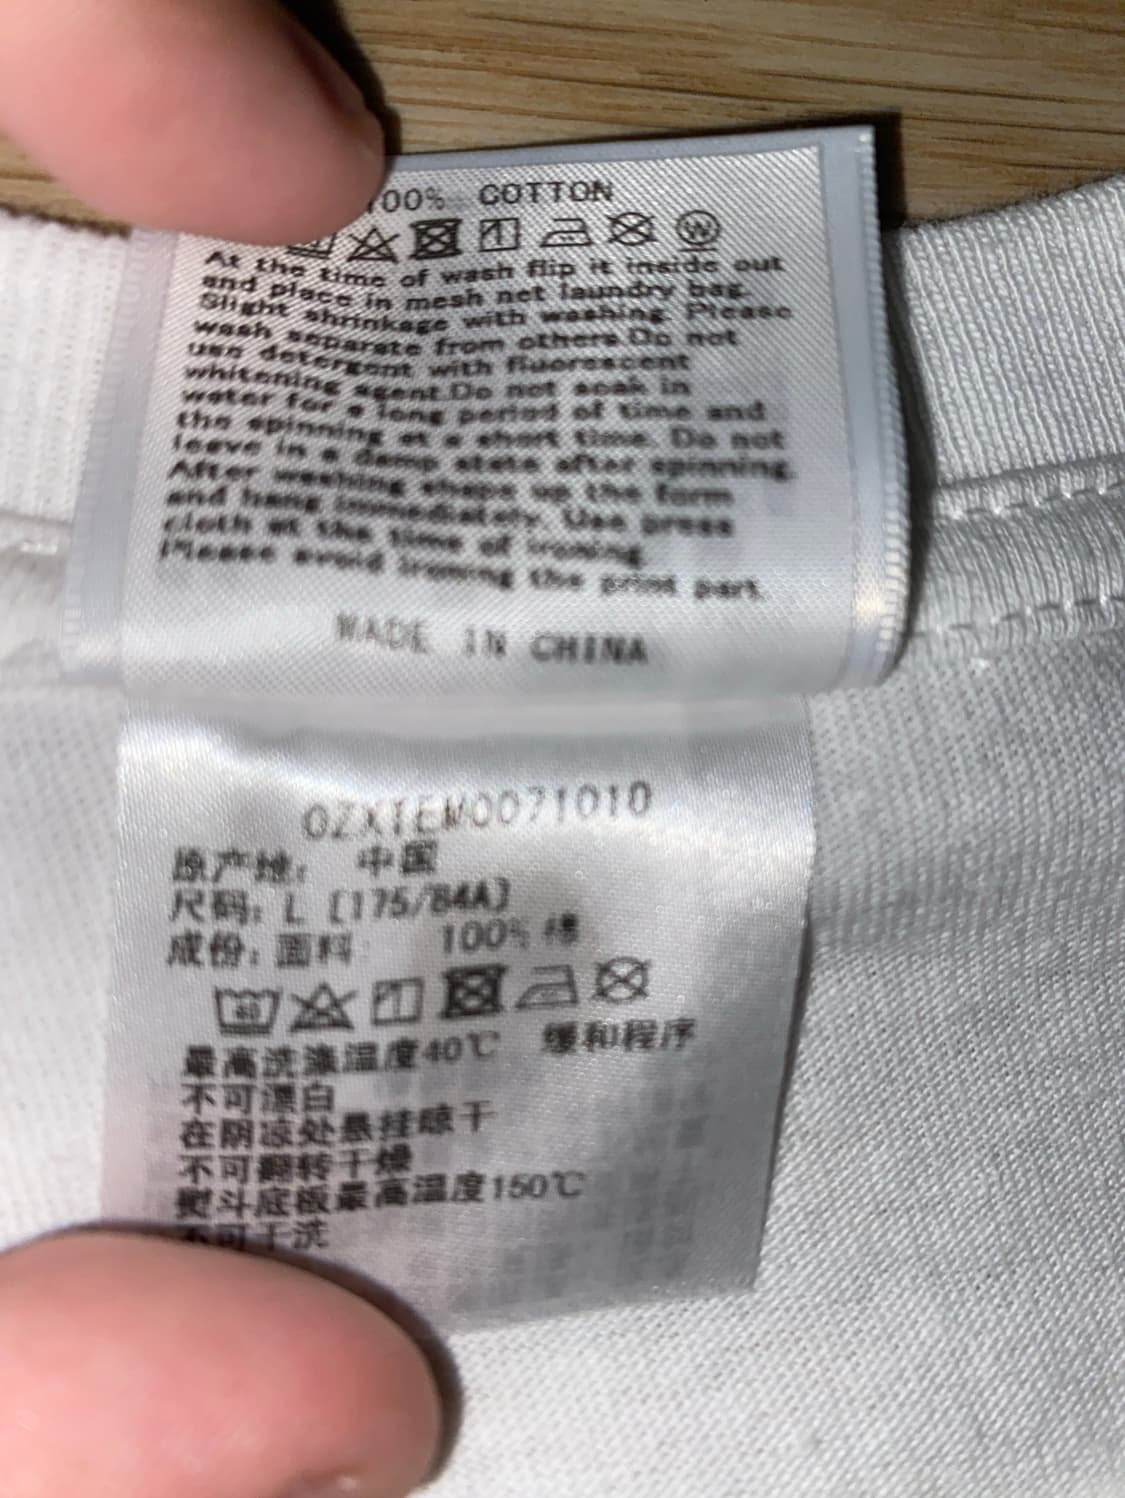 100% COTTON
W
At the time of wash flip it inside out
and place in mesh net laundry bag.
Slight shrinkage with washing. Please
wash separate from others.Do not
use detergent with fluorescent
whitening agent.Do not soak in
water for a long period of time and
the spinning at a short time. Do not
leave in a damp state after spinning.
After washing shape up the form
and hang immediately. Use press
cloth at the time of ironing.
Please avoid ironing the print part.
MADE IN CHINA
OZXTEM0071010
原产地： 中国
尺码：L [175/84A]
成份：面料： 100% 棉
40
最高洗涤温度40℃ 缓和程序
不可漂白
在阴凉处悬挂晾干
不可翻转干燥
熨斗底板最高温度150℃
不可干洗